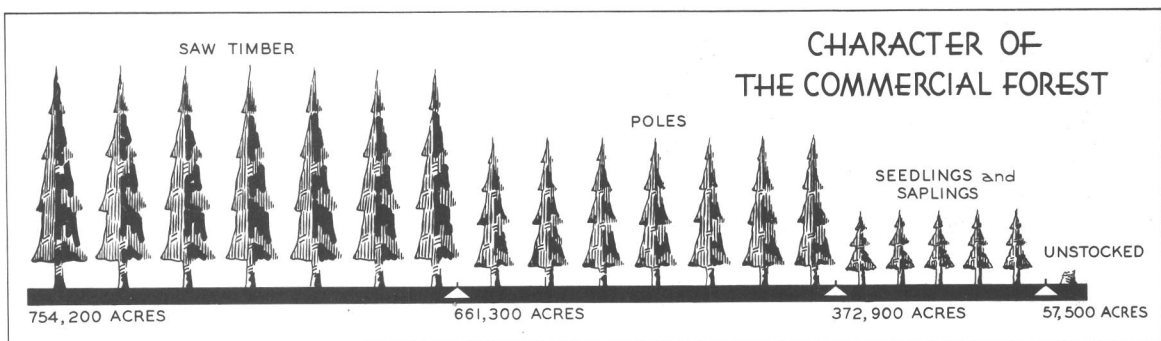 SAW TIMBER
CHARACTER OF
THE COMMERCIAL FOREST
POLES
SEEDLINGS and
SAPLINGS
UNSTOCKED
754,200 ACRES
661,300 ACRES
372,900 ACRES
57,500 ACRES